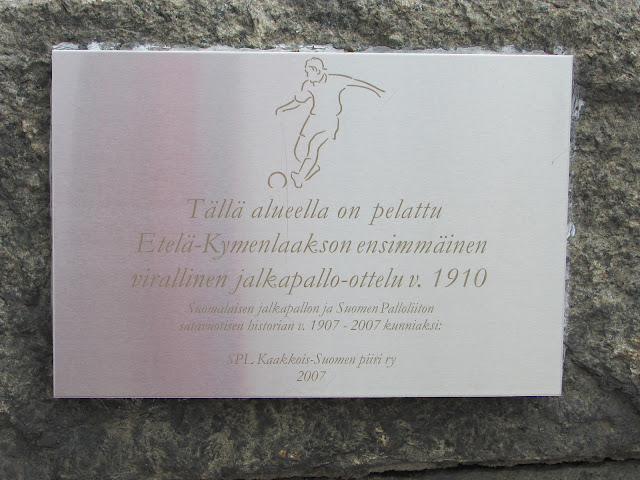 Tällä alueella on pelattu
Etelä-Kymenlaakson ensimmäinen
virallinen jalkapallo-ottelu v. 1910
Suomalaisen jalkapallon ja Suomen Palloliiton
satavuotisen historian v. 1907 - 2007 kunniaksi:
SPL Kaakkois-Suomen piiri ry
2007